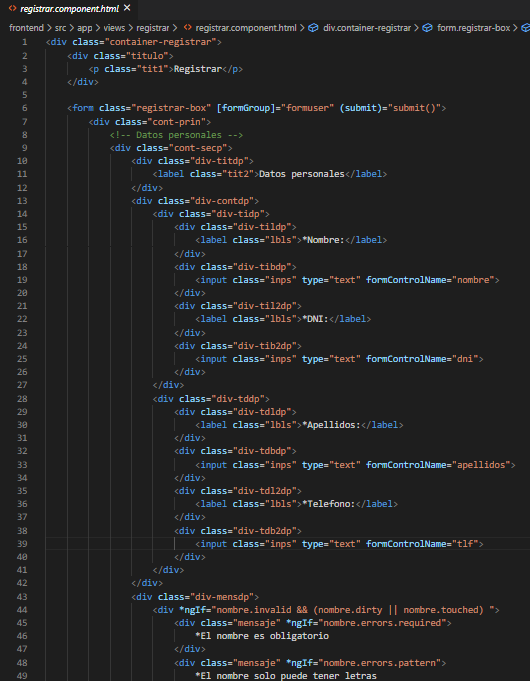 registrar.component.html ×
frontend > src > app > views > registrar > registrar.component.html > div.container-registrar > form.registrar-box >
1 <div class="container-registrar">
2 <div class="titulo">
3 <p class="tit1">Registrar</p>
4 </div>
5
6 <form class="registrar-box" [formGroup]="formuser" (submit)="submit()">
7 <div class="cont-prin">
8 <!-- Datos personales -->
9 <div class="cont-secp">
10 <div class="div-titdp">
11 <label class="tit2">Datos personales</label>
12 </div>
13 <div class="div-contdp">
14 <div class="div-tidp">
15 <div class="div-tildp">
16 <label class="lbls">*Nombre:</label>
17 </div>
18 <div class="div-tibdp">
19 <input class="inps" type="text" formControlName="nombre">
20 </div>
21 <div class="div-til2dp">
22 <label class="lbls">*DNI:</label>
23 </div>
24 <div class="div-tib2dp">
25 <input class="inps" type="text" formControlName="dni">
26 </div>
27 </div>
28 <div class="div-tddp">
29 <div class="div-tdldp">
30 <label class="lbls">*Apellidos:</label>
31 </div>
32 <div class="div-tdbdp">
33 <input class="inps" type="text" formControlName="apellidos">
34 </div>
35 <div class="div-tdl2dp">
36 <label class="lbls">*Telefono:</label>
37 </div>
38 <div class="div-tdb2dp">
39 <input class="inps" type="text" formControlName="tlf">
40 </div>
41 </div>
42 </div>
43 <div class="div-mensdp">
44 <div *ngIf="nombre.invalid && (nombre.dirty || nombre.touched) ">
45 <div class="mensaje" *ngIf="nombre.errors.required">
46 *El nombre es obligatorio
47 </div>
48 <div class="mensaje" *ngIf="nombre.errors.pattern">
49 *El nombre solo puede tener letras